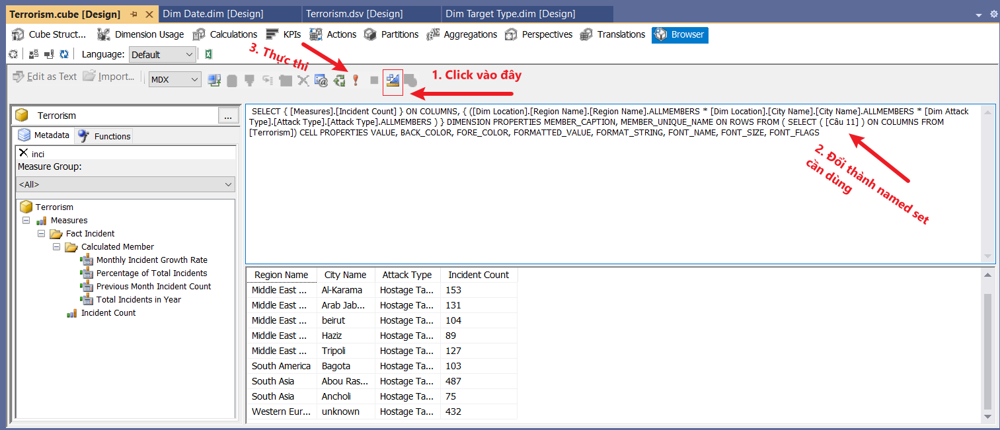 Terrorism.cube [Design] Dim Date.dim [Design] Terrorism.dsv [Design] Dim Target Type.dim [Design]
Cube Struct... Dimension Usage Calculations KPIs Actions Partitions Aggregations Perspectives Translations Browser
Language: Default
3. Thực thi
1. Click vào đây
Edit as Text Import... MDX
Terrorism ...
SELECT { [Measures].[Incident Count] } ON COLUMNS, { ([Dim Location].[Region Name].[Region Name].ALLMEMBERS * [Dim Location].[City Name].[City Name].ALLMEMBERS * [Dim Attack
Type].[Attack Type].[Attack Type].ALLMEMBERS ) } DIMENSION PROPERTIES MEMBER_CAPTION, MEMBER_UNIQUE_NAME ON ROWS FROM ( SELECT ( [Câu 11] ) ON COLUMNS FROM
[Terrorism]) CELL PROPERTIES VALUE, BACK_COLOR, FORE_COLOR, FORMATTED_VALUE, FORMAT_STRING, FONT_NAME, FONT_SIZE, FONT_FLAGS
2. Đổi thành named set
cần dùng
Metadata Functions
inci
Measure Group:
<All>
Terrorism
Measures
Fact Incident
Calculated Member
Monthly Incident Growth Rate
Percentage of Total Incidents
Previous Month Incident Count
Total Incidents in Year
Incident Count
Region Name City Name Attack Type Incident Count
Middle East ... Al-Karama Hostage Ta... 153
Middle East ... Arab Jab... Hostage Ta... 131
Middle East ... beirut Hostage Ta... 104
Middle East ... Haziz Hostage Ta... 89
Middle East ... Tripoli Hostage Ta... 127
South America Bagota Hostage Ta... 103
South Asia Abou Ras... Hostage Ta... 487
South Asia Ancholi Hostage Ta... 75
Western Eur... unknown Hostage Ta... 432